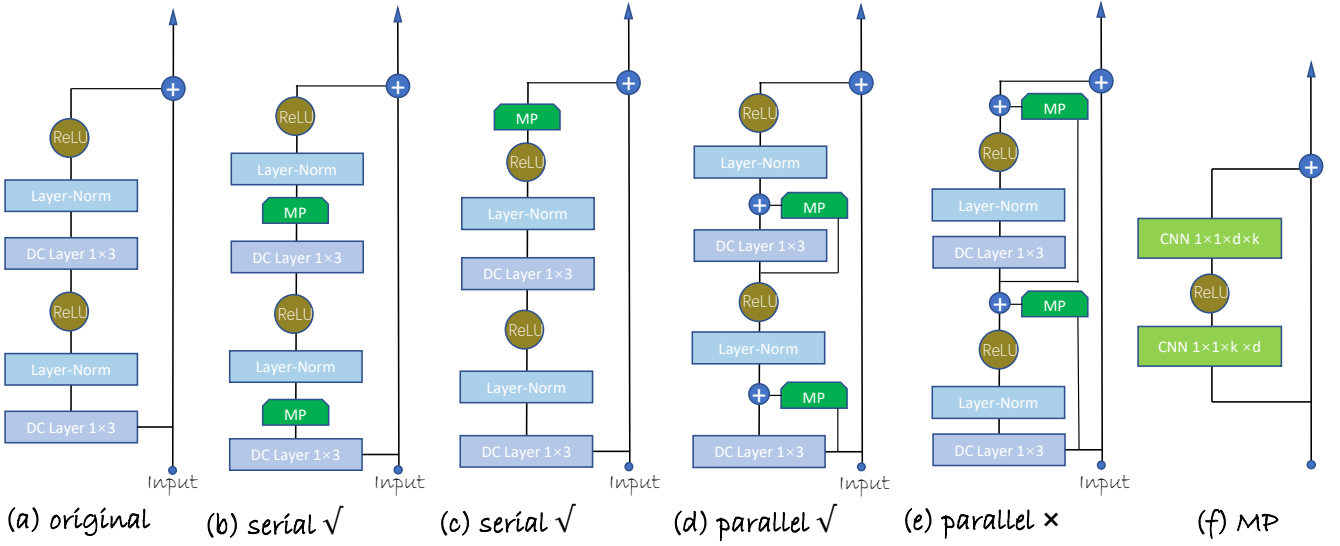 ReLU
Layer-Norm
DC Layer 1×3
ReLU
Layer-Norm
DC Layer 1×3
Input
(a) original
ReLU
Layer-Norm
MP
DC Layer 1×3
ReLU
Layer-Norm
MP
DC Layer 1×3
Input
(b) serial √
MP
ReLU
Layer-Norm
DC Layer 1×3
ReLU
Layer-Norm
DC Layer 1×3
Input
(c) serial √
ReLU
Layer-Norm
MP
DC Layer 1×3
ReLU
Layer-Norm
MP
DC Layer 1×3
Input
(d) parallel √
MP
ReLU
Layer-Norm
DC Layer 1×3
MP
ReLU
Layer-Norm
DC Layer 1×3
Input
(e) parallel ×
CNN 1×1×d×k
ReLU
CNN 1×1×k ×d
(f) MP